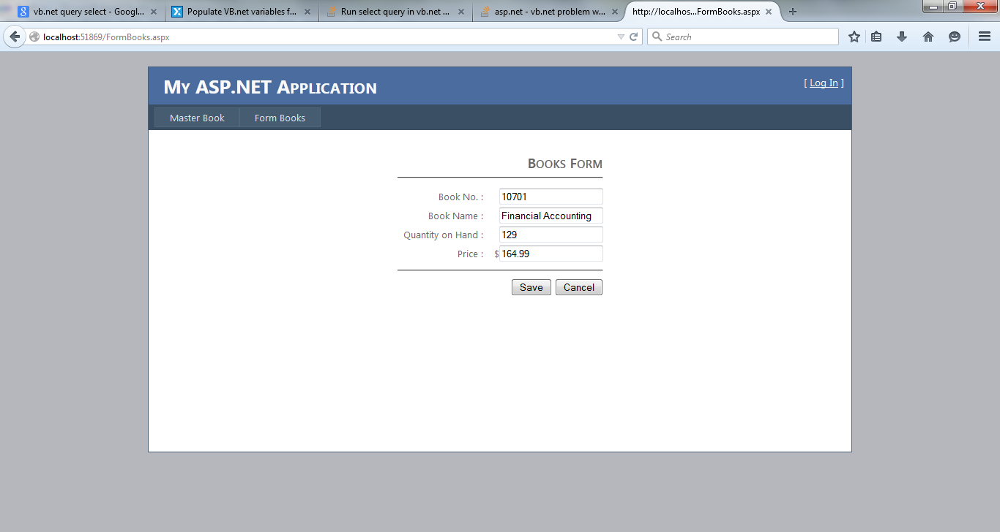 vb.net query select - Googl...
Populate VB.net variables f...
Run select query in vb.net ...
asp.net - vb.net problem w...
http://localhos...FormBooks.aspx
localhost:51869/FormBooks.aspx
Search
My ASP.NET Application
[ Log In ]
Master Book
Form Books
Books Form
Book No. : 10701
Book Name : Financial Accounting
Quantity on Hand : 129
Price : $ 164.99
Save Cancel